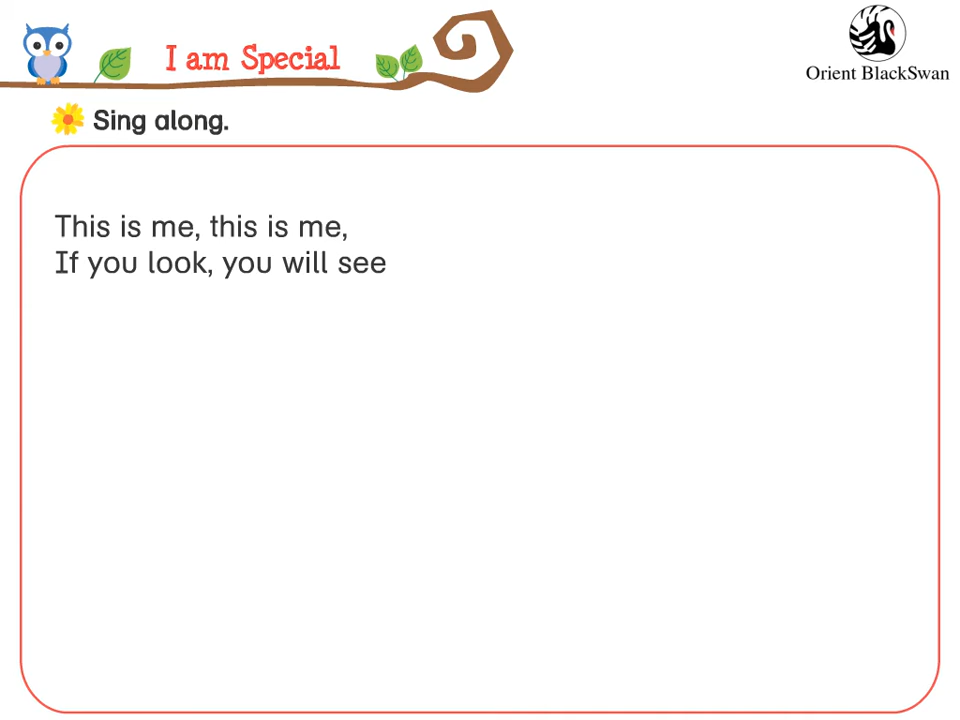 I am Special
Orient BlackSwan
Sing along.
This is me, this is me,
If you look, you will see